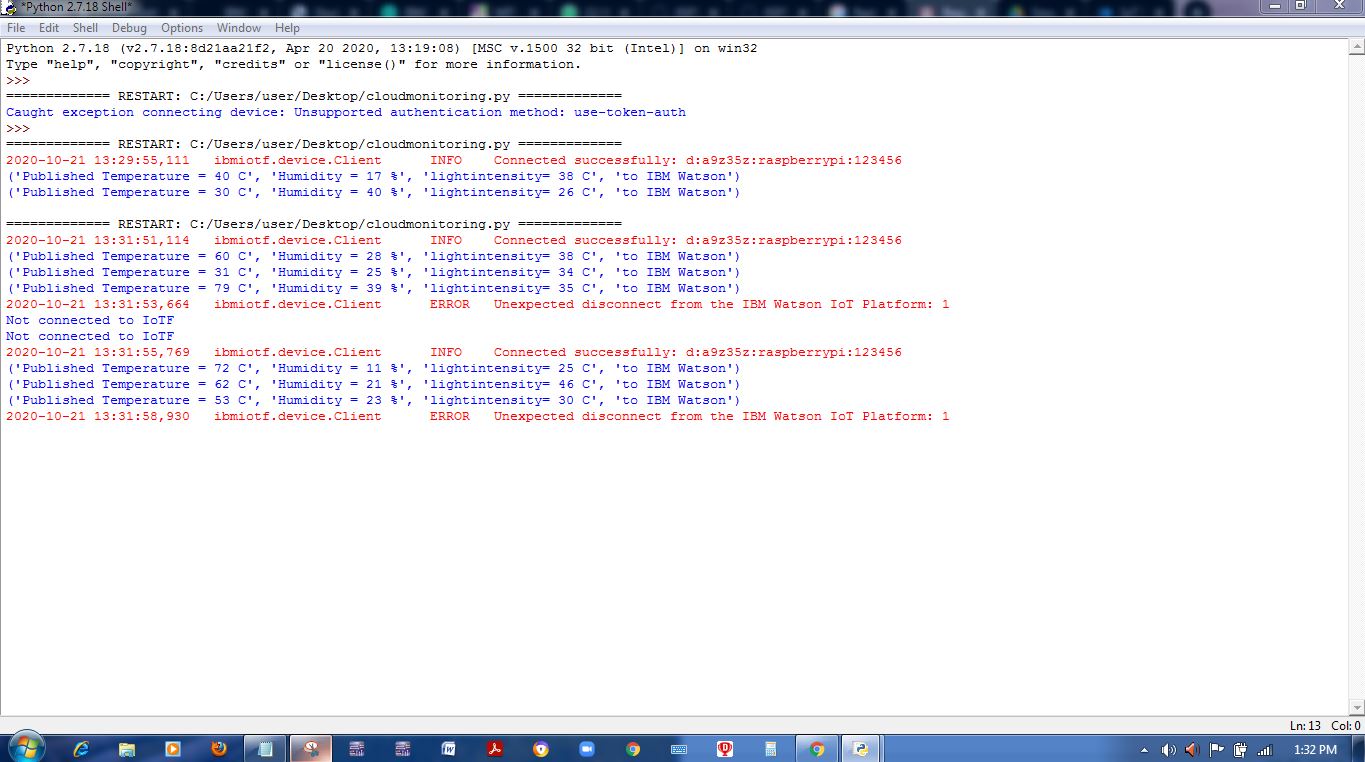 *Python 2.7.18 Shell*
File Edit Shell Debug Options Window Help
Python 2.7.18 (v2.7.18:8d21aa21f2, Apr 20 2020, 13:19:08) [MSC v.1500 32 bit (Intel)] on win32
Type "help", "copyright", "credits" or "license()" for more information.
>>>
============= RESTART: C:/Users/user/Desktop/cloudmonitoring.py =============
Caught exception connecting device: Unsupported authentication method: use-token-auth
>>>
============= RESTART: C:/Users/user/Desktop/cloudmonitoring.py =============
2020-10-21 13:29:55,111   ibmiotf.device.Client      INFO    Connected successfully: d:a9z35z:raspberrypi:123456
('Published Temperature = 40 C', 'Humidity = 17 %', 'lightintensity= 38 C', 'to IBM Watson')
('Published Temperature = 30 C', 'Humidity = 40 %', 'lightintensity= 26 C', 'to IBM Watson')
============= RESTART: C:/Users/user/Desktop/cloudmonitoring.py =============
2020-10-21 13:31:51,114   ibmiotf.device.Client      INFO    Connected successfully: d:a9z35z:raspberrypi:123456
('Published Temperature = 60 C', 'Humidity = 28 %', 'lightintensity= 38 C', 'to IBM Watson')
('Published Temperature = 31 C', 'Humidity = 25 %', 'lightintensity= 34 C', 'to IBM Watson')
('Published Temperature = 79 C', 'Humidity = 39 %', 'lightintensity= 35 C', 'to IBM Watson')
2020-10-21 13:31:53,664   ibmiotf.device.Client      ERROR   Unexpected disconnect from the IBM Watson IoT Platform: 1
Not connected to IoTF
Not connected to IoTF
2020-10-21 13:31:55,769   ibmiotf.device.Client      INFO    Connected successfully: d:a9z35z:raspberrypi:123456
('Published Temperature = 72 C', 'Humidity = 11 %', 'lightintensity= 25 C', 'to IBM Watson')
('Published Temperature = 62 C', 'Humidity = 21 %', 'lightintensity= 46 C', 'to IBM Watson')
('Published Temperature = 53 C', 'Humidity = 23 %', 'lightintensity= 30 C', 'to IBM Watson')
2020-10-21 13:31:58,930   ibmiotf.device.Client      ERROR   Unexpected disconnect from the IBM Watson IoT Platform: 1
Ln: 13 Col: 0
1:32 PM